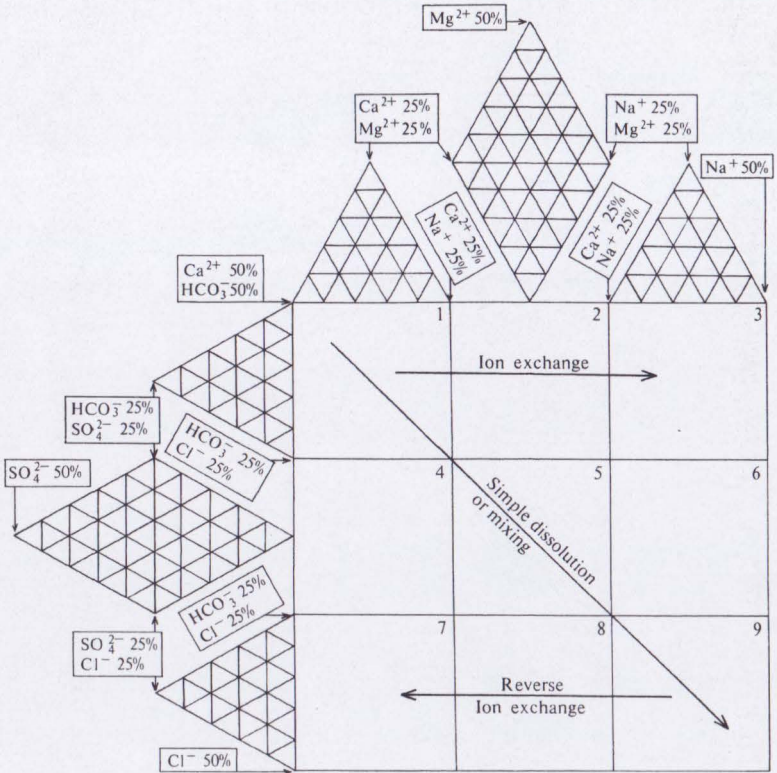 Mg²⁺ 50%
Ca²⁺ 25%
Mg²⁺ 25%
Na⁺ 25%
Mg²⁺ 25%
Na⁺ 50%
Ca²⁺ 25%
Na⁺ 25%
Ca²⁺ 25%
Na⁺ 25%
Ca²⁺ 50%
HCO₃⁻ 50%
1
2
3
Ion exchange
HCO₃⁻ 25%
SO₄²⁻ 25%
HCO₃⁻ 25%
Cl⁻ 25%
SO₄²⁻ 50%
4
5
6
Simple dissolution
or mixing
HCO₃⁻ 25%
Cl⁻ 25%
SO₄²⁻ 25%
Cl⁻ 25%
7
8
9
Reverse
Ion exchange
Cl⁻ 50%